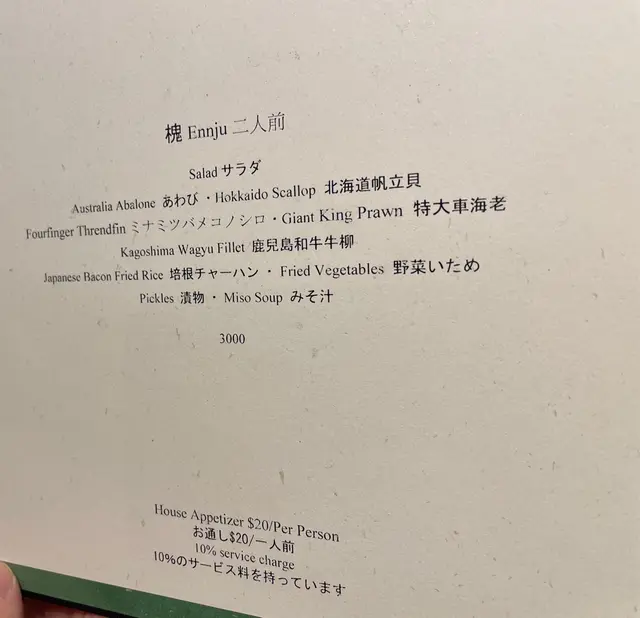 槐 Ennju 二人前
Salad サラダ
Australia Abalone あわび・Hokkaido Scallop 北海道帆立貝
Fourfinger Threndfin ミナミツバメコノシロ・Giant King Prawn 特大車海老
Kagoshima Wagyu Fillet 鹿兒島和牛牛柳
Japanese Bacon Fried Rice 培根チャーハン・Fried Vegetables 野菜いため
Pickles 漬物・Miso Soup みそ汁
3000
House Appetizer $20/Per Person
お通し$20/一人前
10% service charge
10%のサービス料を持っています